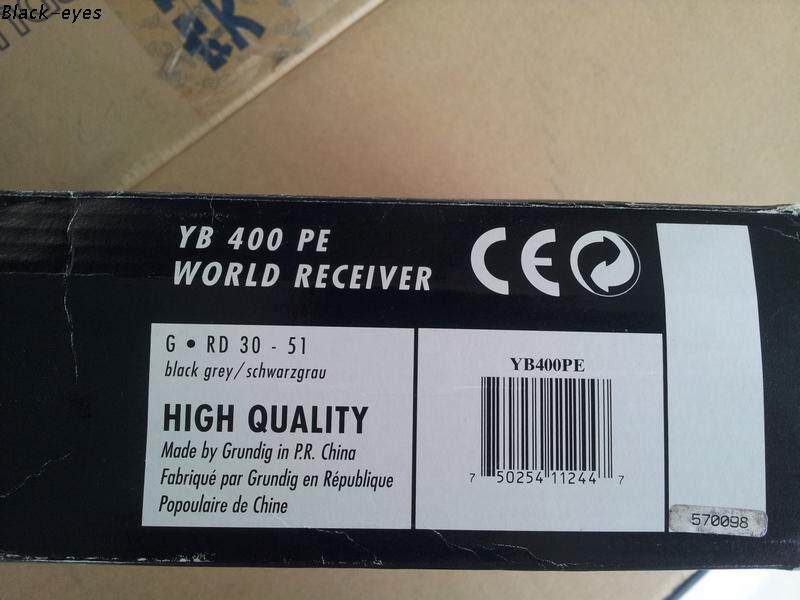 Black-eyes
YB 400 PE
WORLD RECEIVER
CE
G • RD 30 - 51
black grey/schwarzgrau
HIGH QUALITY
Made by Grundig in P.R. China
Fabriqué par Grundig en République
Popoulaire de Chine
YB400PE
7 50254 11244 7
570098